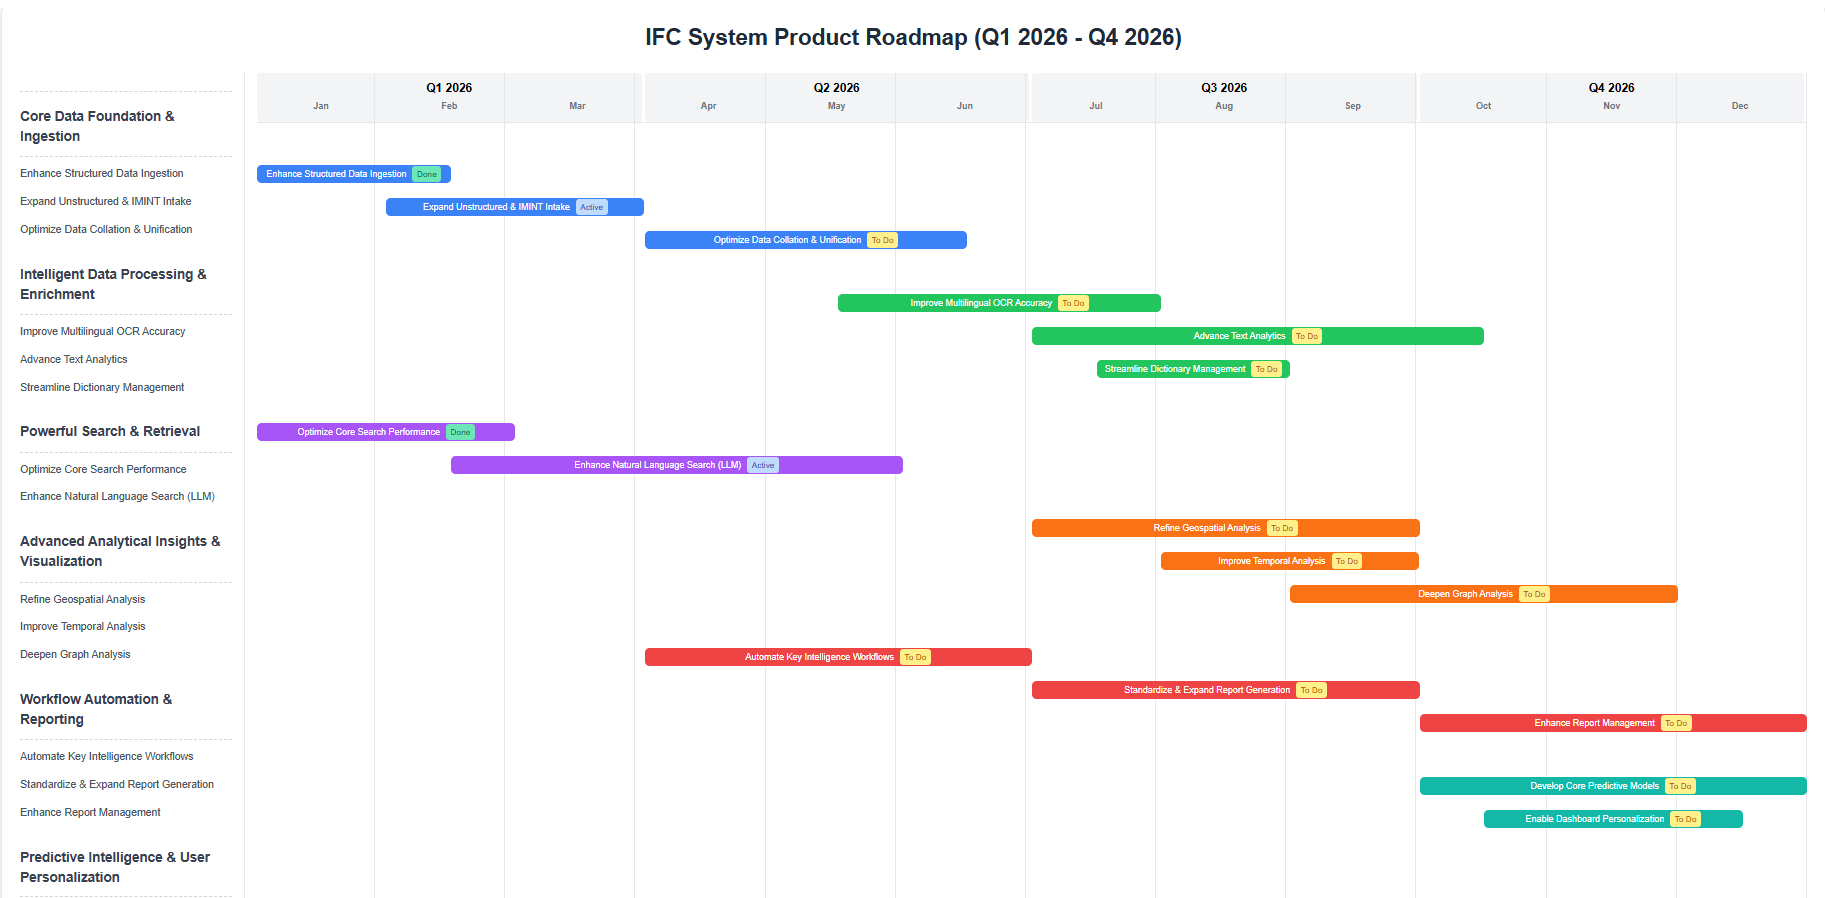 IFC System Product Roadmap (Q1 2026 - Q4 2026)
Q1 2026
Jan
Feb
Mar
Q2 2026
Apr
May
Jun
Q3 2026
Jul
Aug
Sep
Q4 2026
Oct
Nov
Dec
Core Data Foundation &
Ingestion
Enhance Structured Data Ingestion
Expand Unstructured & IMINT Intake
Optimize Data Collation & Unification
Intelligent Data Processing &
Enrichment
Improve Multilingual OCR Accuracy
Advance Text Analytics
Streamline Dictionary Management
Powerful Search & Retrieval
Optimize Core Search Performance
Enhance Natural Language Search (LLM)
Advanced Analytical Insights &
Visualization
Refine Geospatial Analysis
Improve Temporal Analysis
Deepen Graph Analysis
Workflow Automation &
Reporting
Automate Key Intelligence Workflows
Standardize & Expand Report Generation
Enhance Report Management
Predictive Intelligence & User
Personalization
Enhance Structured Data Ingestion Done
Expand Unstructured & IMINT Intake Active
Optimize Data Collation & Unification To Do
Improve Multilingual OCR Accuracy To Do
Advance Text Analytics To Do
Streamline Dictionary Management To Do
Optimize Core Search Performance Done
Enhance Natural Language Search (LLM) Active
Refine Geospatial Analysis To Do
Improve Temporal Analysis To Do
Deepen Graph Analysis To Do
Automate Key Intelligence Workflows To Do
Standardize & Expand Report Generation To Do
Enhance Report Management To Do
Develop Core Predictive Models To Do
Enable Dashboard Personalization To Do